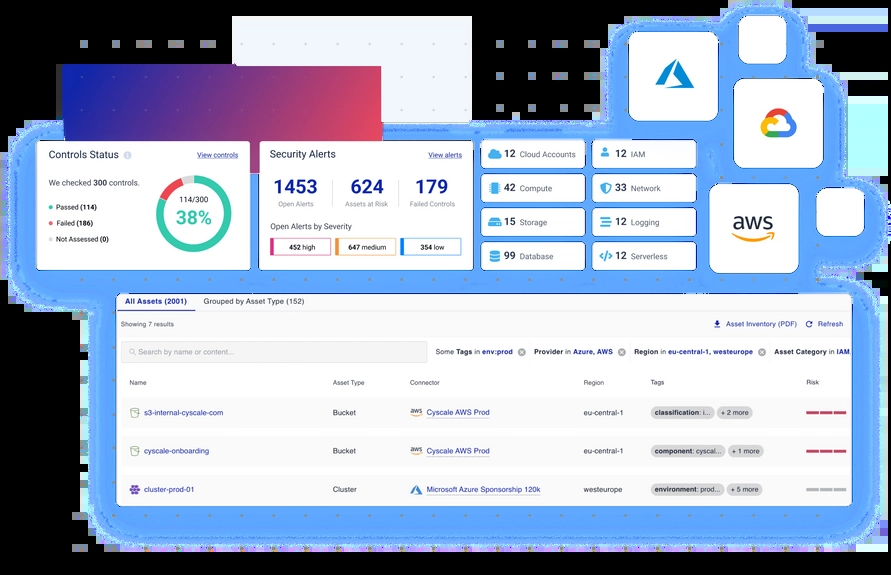 Controls Status
View controls
We checked 300 controls.
Passed (114)
Failed (186)
Not Assessed (0)
114/300
38%
Security Alerts
View alerts
1453
Open Alerts
624
Assets at Risk
179
Failed Controls
Open Alerts by Severity
452 high
647 medium
354 low
12 Cloud Accounts
12 IAM
42 Compute
33 Network
15 Storage
12 Logging
99 Database
12 Serverless
aws
All Assets (2001)
Grouped by Asset Type (152)
Showing 7 results
Asset Inventory (PDF)
Refresh
Search by name or content...
Some Tags in env:prod
Provider in Azure, AWS
Region in eu-central-1, westeurope
Asset Category in IAM
Name Asset Type Connector Region Tags Risk
s3-internal-cyscale-com Bucket aws Cyscale AWS Prod eu-central-1 classification: i... + 2 more
cyscale-onboarding Bucket aws Cyscale AWS Prod eu-central-1 component: cyscal... + 1 more
cluster-prod-01 Cluster Microsoft Azure Sponsorship 120k westeurope environment: prod... + 5 more